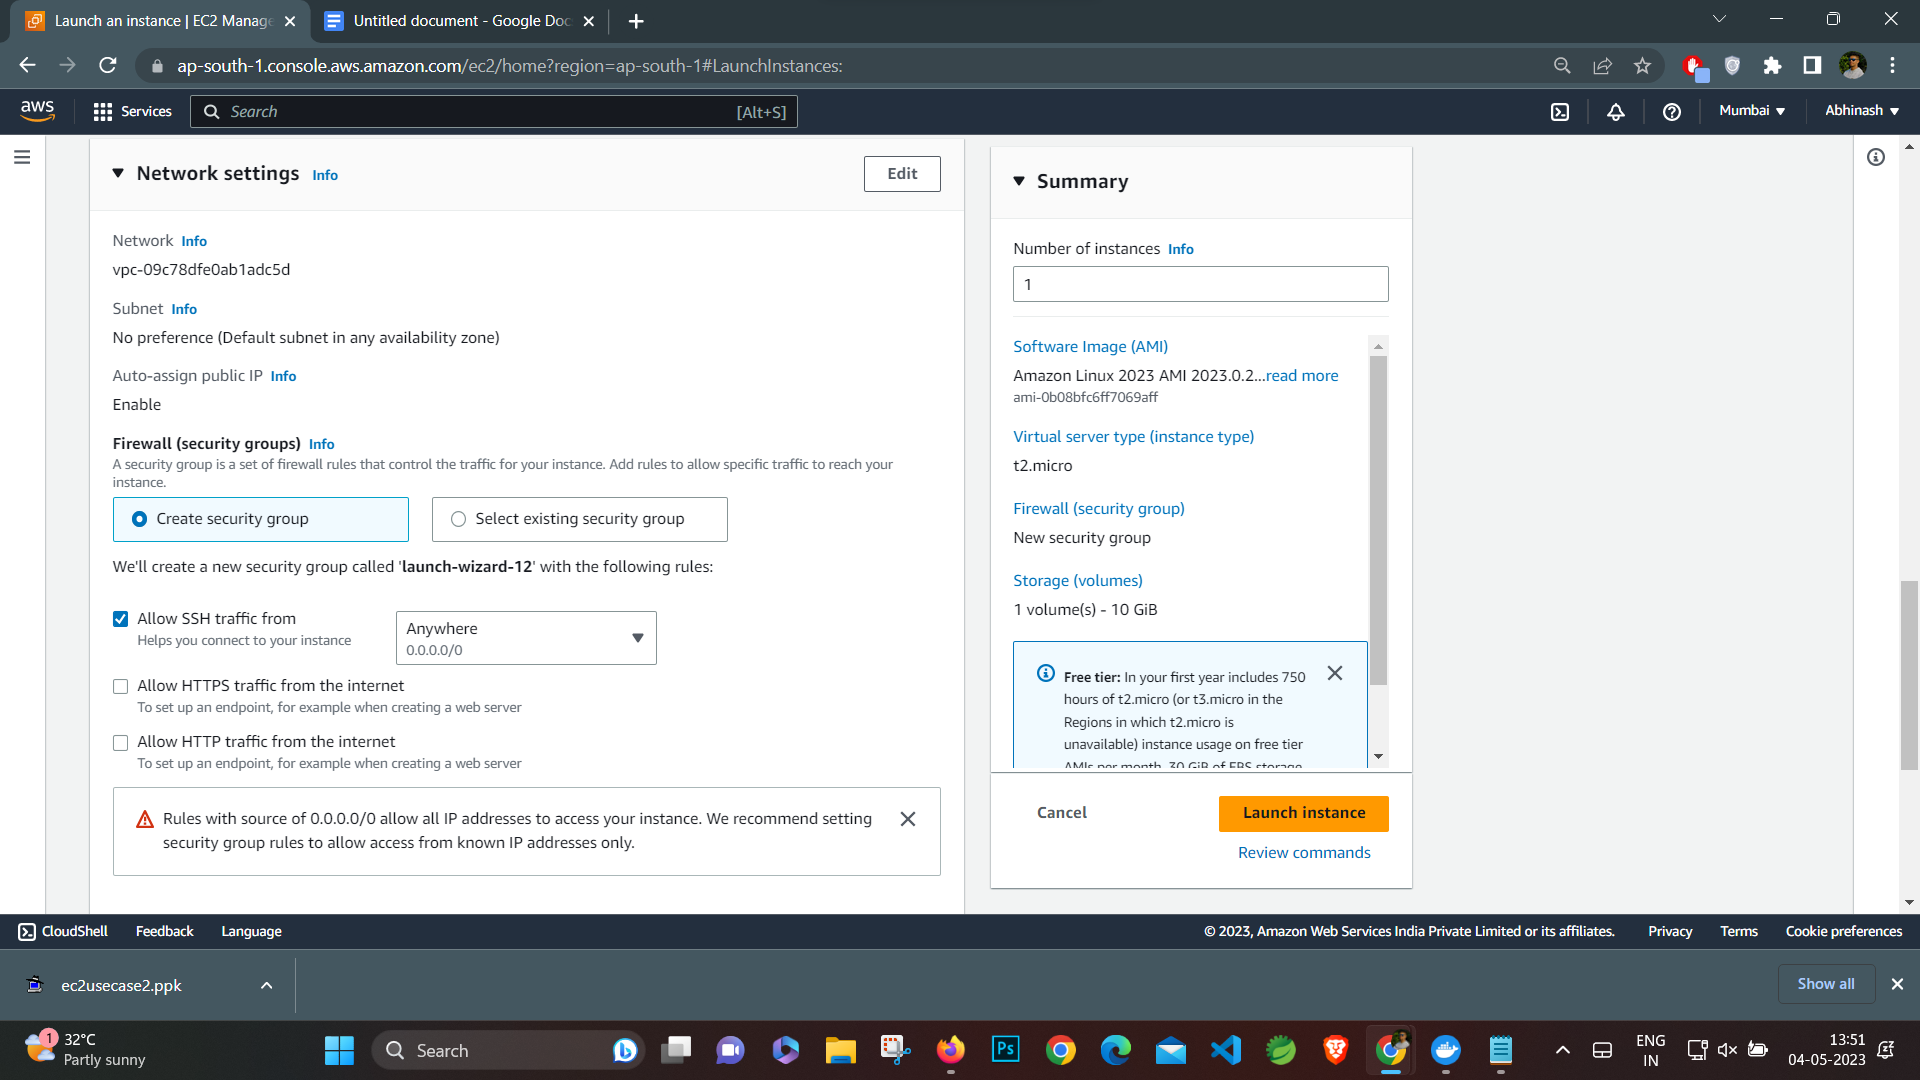 Launch an instance | EC2 Manage
Untitled document - Google Doc
ap-south-1.console.aws.amazon.com/ec2/home?region=ap-south-1#LaunchInstances:
aws
Services
Search
[Alt+S]
Mumbai
Abhinash
Network settings Info
Edit
Network Info
vpc-09c78dfe0ab1adc5d
Subnet Info
No preference (Default subnet in any availability zone)
Auto-assign public IP Info
Enable
Firewall (security groups) Info
A security group is a set of firewall rules that control the traffic for your instance. Add rules to allow specific traffic to reach your
instance.
Create security group
Select existing security group
We'll create a new security group called 'launch-wizard-12' with the following rules:
Allow SSH traffic from
Helps you connect to your instance
Anywhere
0.0.0.0/0
Allow HTTPS traffic from the internet
To set up an endpoint, for example when creating a web server
Allow HTTP traffic from the internet
To set up an endpoint, for example when creating a web server
Rules with source of 0.0.0.0/0 allow all IP addresses to access your instance. We recommend setting
security group rules to allow access from known IP addresses only.
Summary
Number of instances Info
1
Software Image (AMI)
Amazon Linux 2023 AMI 2023.0.2...read more
ami-0b08bfc6ff7069aff
Virtual server type (instance type)
t2.micro
Firewall (security group)
New security group
Storage (volumes)
1 volume(s) - 10 GiB
Free tier: In your first year includes 750
hours of t2.micro (or t3.micro in the
Regions in which t2.micro is
unavailable) instance usage on free tier
AMIs per month, 30 GiB of EBS storage,
Cancel
Launch instance
Review commands
CloudShell
Feedback
Language
© 2023, Amazon Web Services India Private Limited or its affiliates.
Privacy
Terms
Cookie preferences
ec2usecase2.ppk
Show all
1
32°C
Partly sunny
Search
Ps
ENG
IN
13:51
04-05-2023